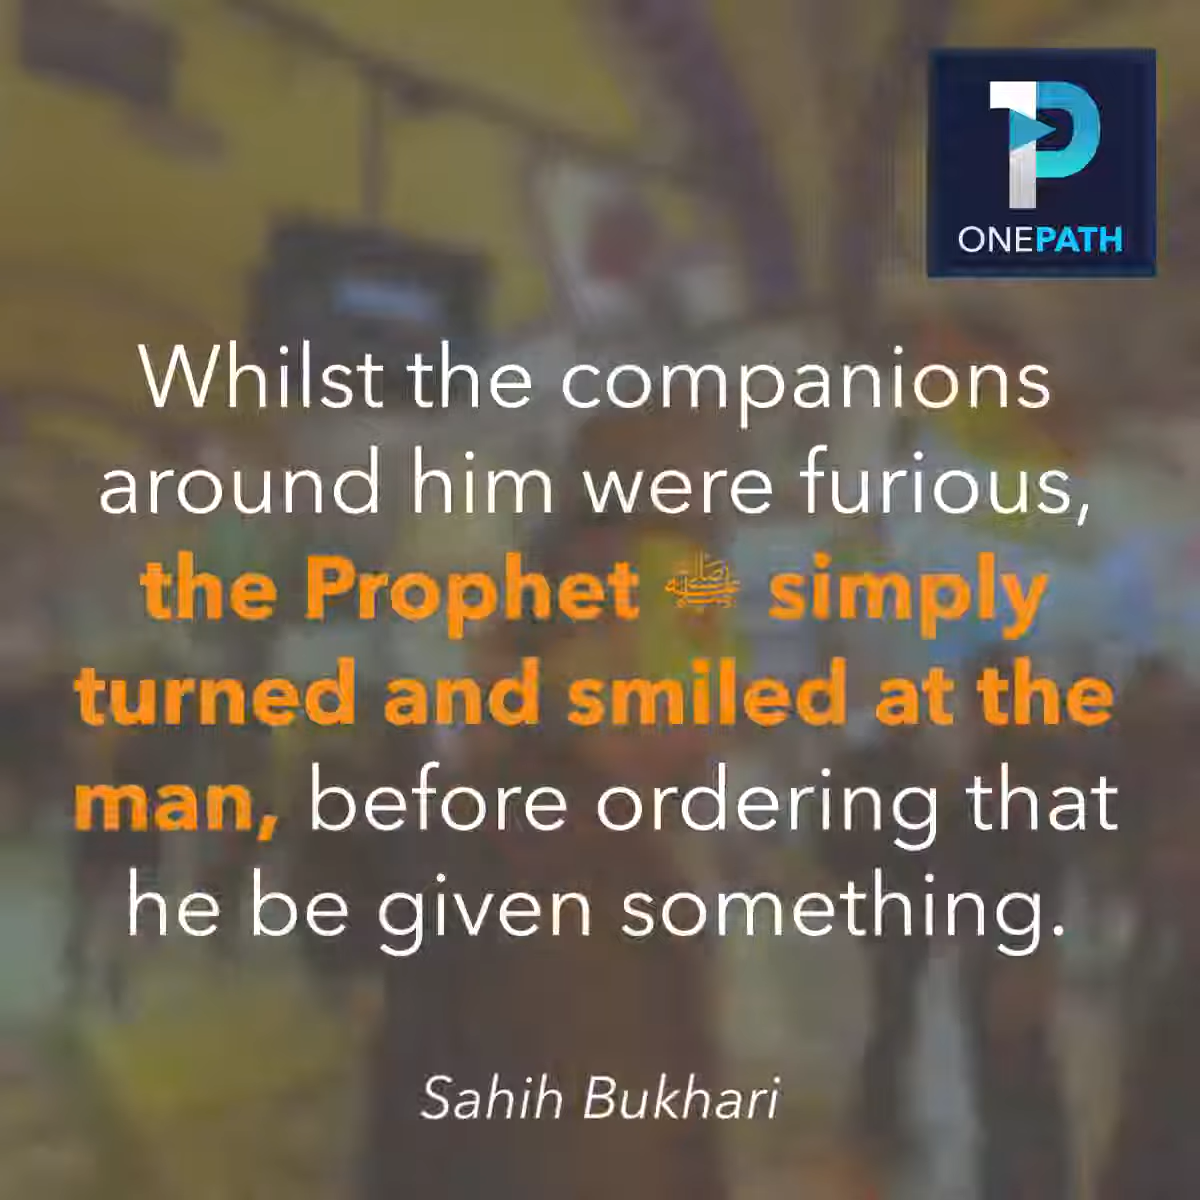 ONEPATH
Whilst the companions
around him were furious,
the Prophet ﷺ simply
turned and smiled at the
man, before ordering that
he be given something.
Sahih Bukhari